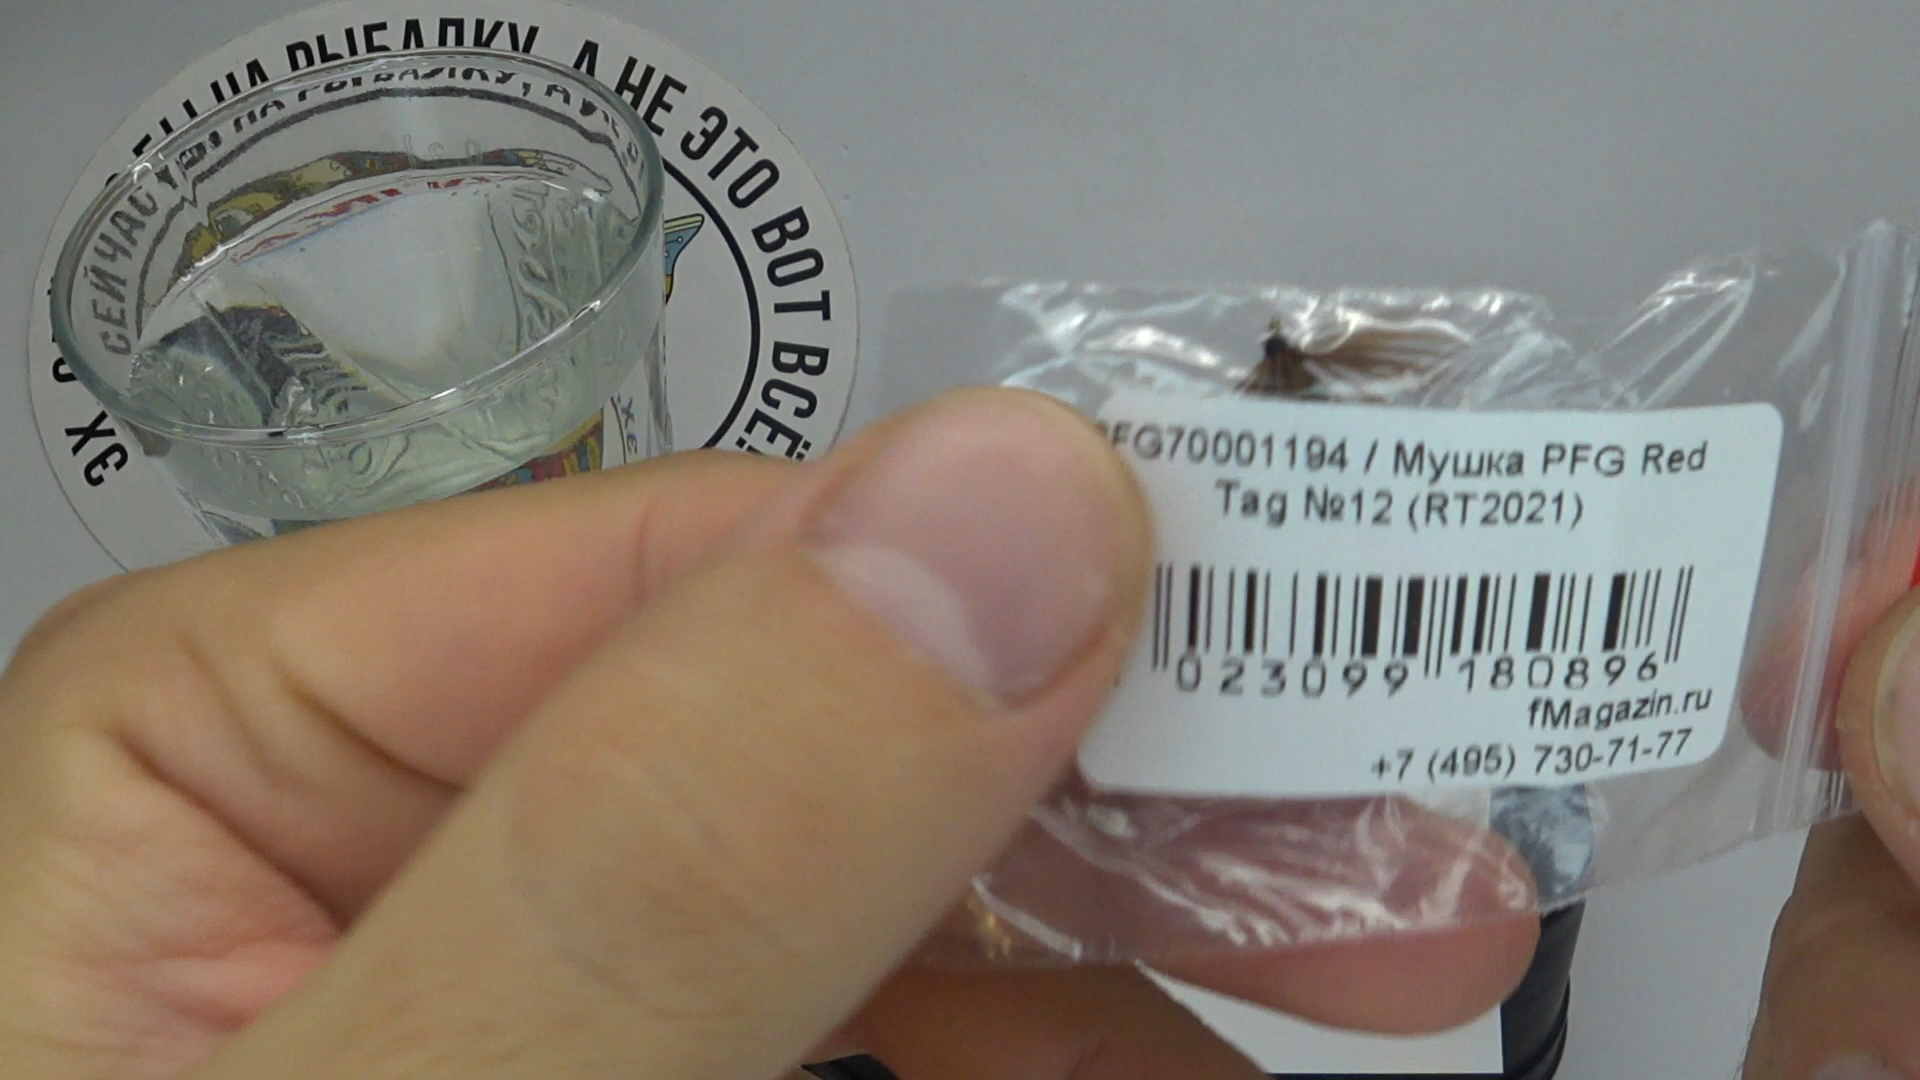 НА РЫБАЛКУ, А НЕ ЭТО ВОТ ВСЁ!
ЭХ
СЕЙЧАС
FG70001194 / Мушка PFG Red
Tag №12 (RT2021)
023099 180896
fMagazin.ru
+7 (495) 730-71-77